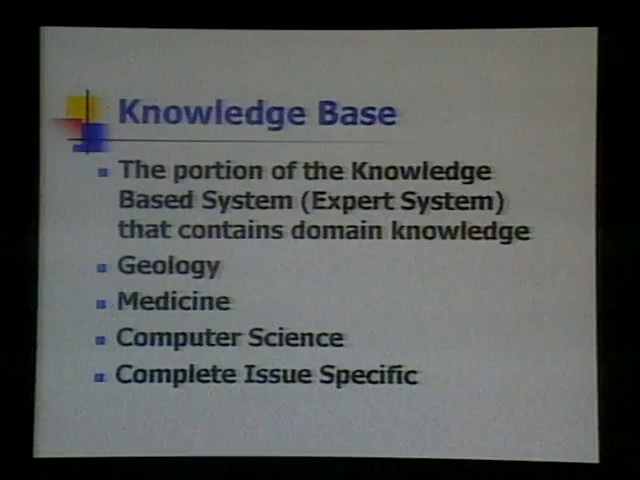 Knowledge Base
The portion of the Knowledge
Based System (Expert System)
that contains domain knowledge
Geology
Medicine
Computer Science
Complete Issue Specific